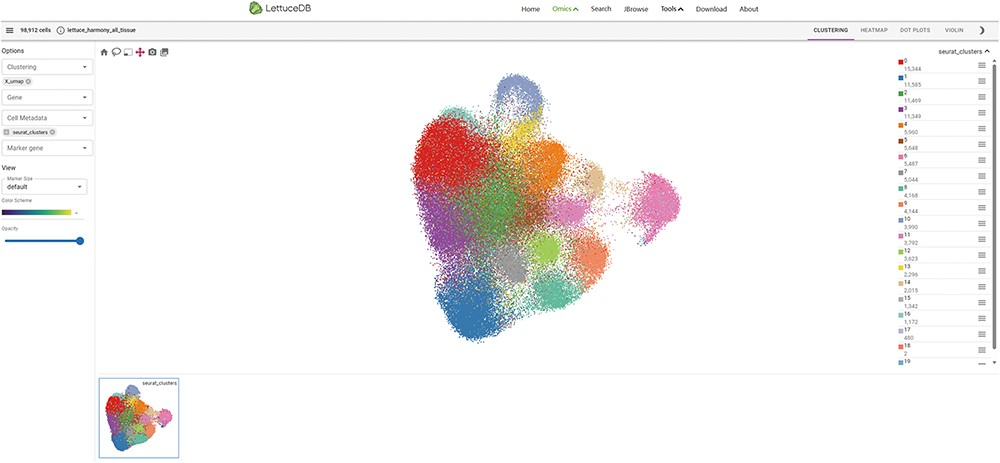 LettuceDB
Home Omics Search JBrowse Tools Download About
98,912 cells lettuce_harmony_all_tissue
CLUSTERING HEATMAP DOT PLOTS VIOLIN
Options
Clustering
X_umap
Gene
Cell Metadata
seurat_clusters
Marker gene
View
Marker Size
default
Color Scheme
Opacity
seurat_clusters
0
15,344
1
11,585
2
11,469
3
11,349
4
5,960
5
5,648
6
5,487
7
5,044
8
4,168
9
4,144
10
3,990
11
3,792
12
3,623
13
2,296
14
2,015
15
1,342
16
1,172
17
480
18
2
19
seurat_clusters